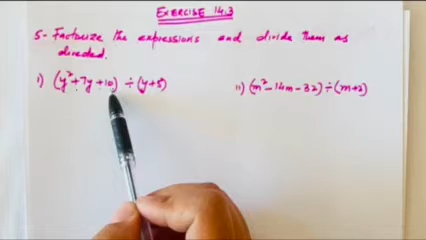 EXERCISE 14.3
5- Factorize the expressions and divide them as
directed.
i) (y²+7y+10) ÷ (y+5)
ii) (m²-14m-32) ÷ (m+2)